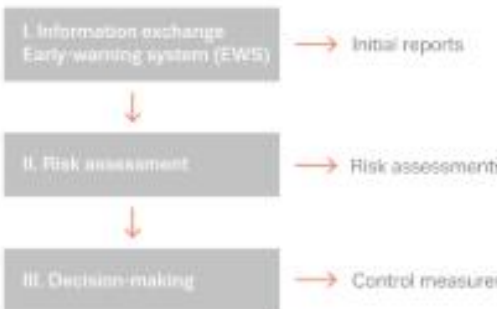 I. Information exchange
Early-warning system (EWS)
Initial reports
II. Risk assessment
Risk assessments
III. Decision-making
Control measures